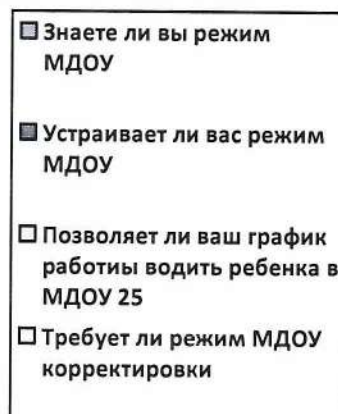 Знаете ли вы режим
МДОУ
Устраивает ли вас режим
МДОУ
Позволяет ли ваш график
работиы водить ребенка в
МДОУ 25
Требует ли режим МДОУ
корректировки